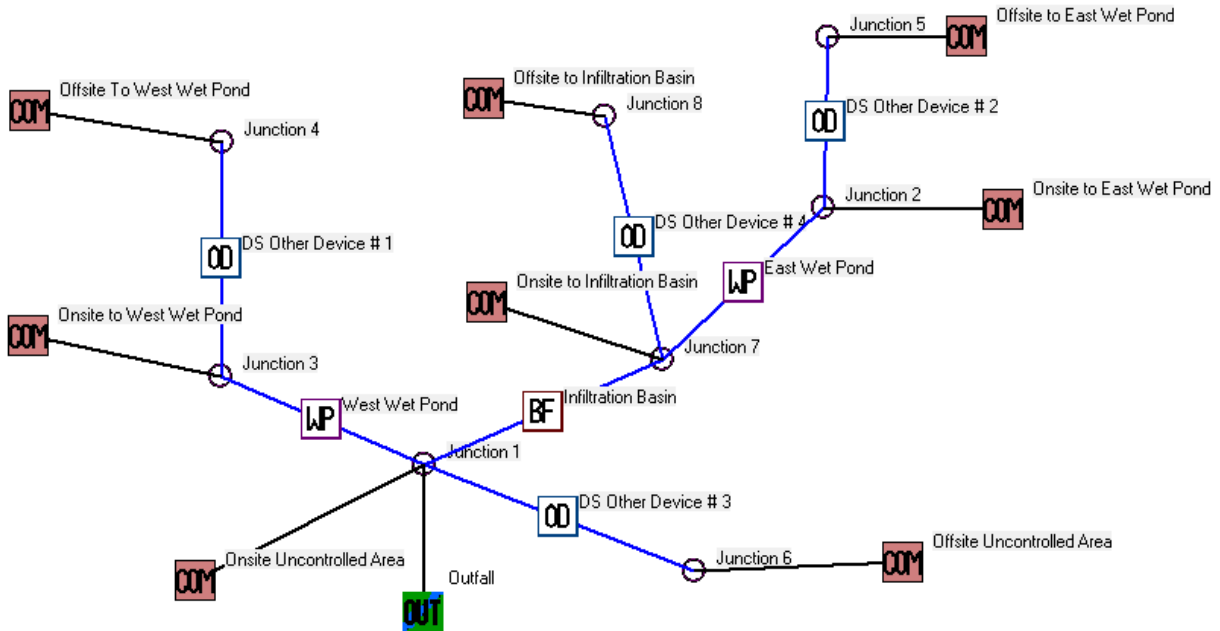 Offsite to East Wet Pond
Junction 5
COM
Offsite to Infiltration Basin
Offsite To West Wet Pond
COM
COM
Junction 8
DS Other Device # 2
OD
Junction 4
Junction 2
Onsite to East Wet Pond
COM
DS Other Device # 4
OD
DS Other Device # 1
OD
East Wet Pond
WP
Onsite to Infiltration Basin
COM
Onsite to West Wet Pond
COM
Junction 7
Junction 3
Infiltration Basin
BF
West Wet Pond
WP
Junction 1
DS Other Device # 3
OD
Offsite Uncontrolled Area
COM
Junction 6
Onsite Uncontrolled Area
COM
Outfall
OUT